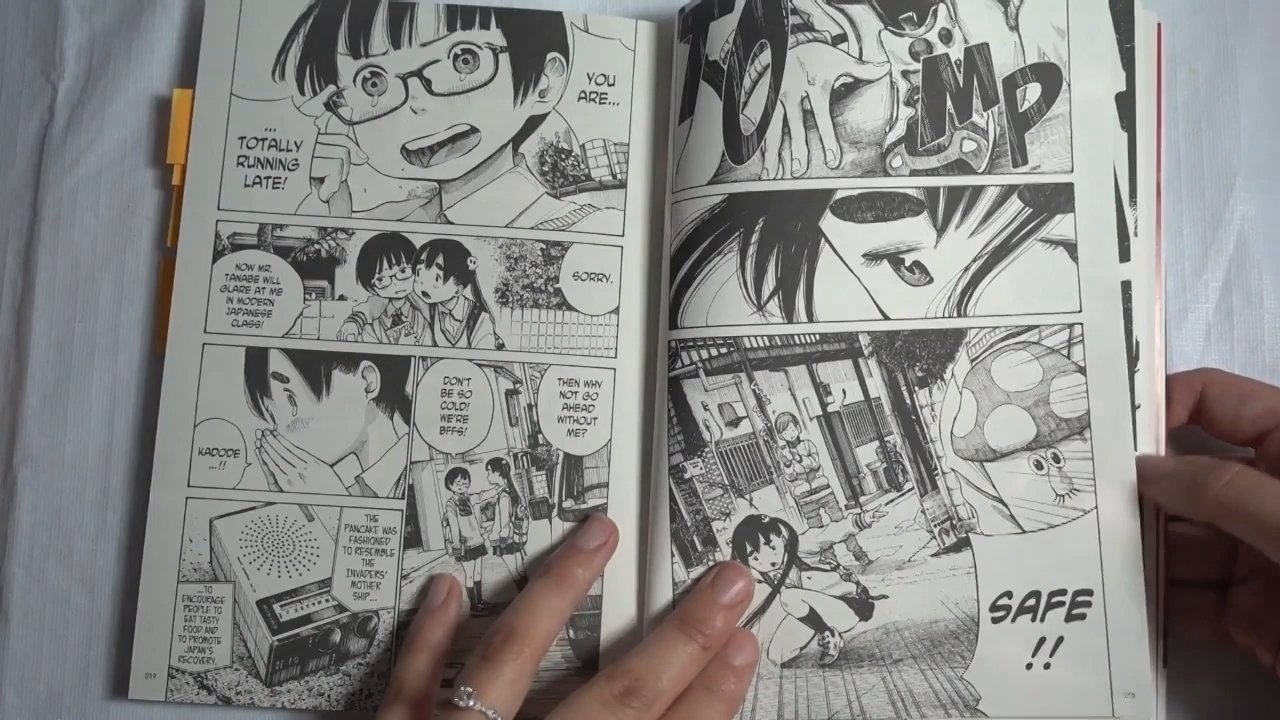 YOU
ARE...
...
TOTALLY
RUNNING
LATE!
NOW MR.
TANABE WILL
GLARE AT ME
IN MODERN
JAPANESE
CLASS!
SORRY.
KADODE
...!!
DON'T
BE SO
COLD!
WE'RE
BFFS!
THEN WHY
NOT GO
AHEAD
WITHOUT
ME?
THE
PANCAKE WAS
FASHIONED
TO RESEMBLE
THE
INVADERS'
MOTHER
SHIP...
...TO
ENCOURAGE
PEOPLE TO
EAT TASTY
FOOD AND
TO PROMOTE
JAPAN'S
RECOVERY.
019
TOMP
SAFE
!!